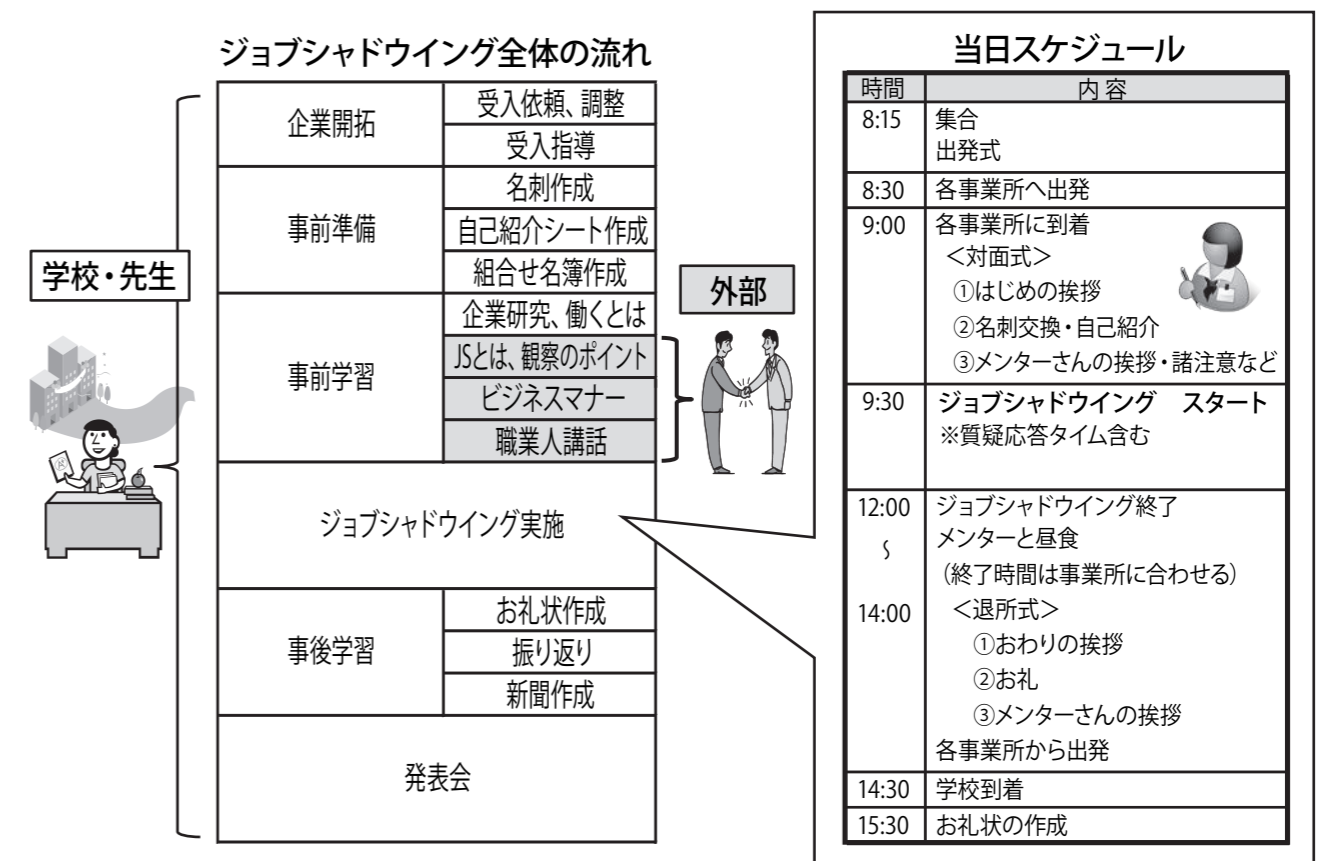 ジョブシャドウイング全体の流れ
企業開拓
受入依頼、調整
受入指導
事前準備
名刺作成
自己紹介シート作成
組合せ名簿作成
事前学習
企業研究、働くとは
JSとは、観察のポイント
ビジネスマナー
職業人講話
ジョブシャドウイング実施
事後学習
お礼状作成
振り返り
新聞作成
発表会
学校・先生
外部
当日スケジュール
時間 内 容
8:15 集合
出発式
8:30 各事業所へ出発
9:00 各事業所に到着
＜対面式＞
①はじめの挨拶
②名刺交換・自己紹介
③メンターさんの挨拶・諸注意など
9:30 ジョブシャドウイング　スタート
※質疑応答タイム含む
12:00 ジョブシャドウイング終了
〜 メンターと昼食
（終了時間は事業所に合わせる）
14:00 ＜退所式＞
①おわりの挨拶
②お礼
③メンターさんの挨拶
各事業所から出発
14:30 学校到着
15:30 お礼状の作成